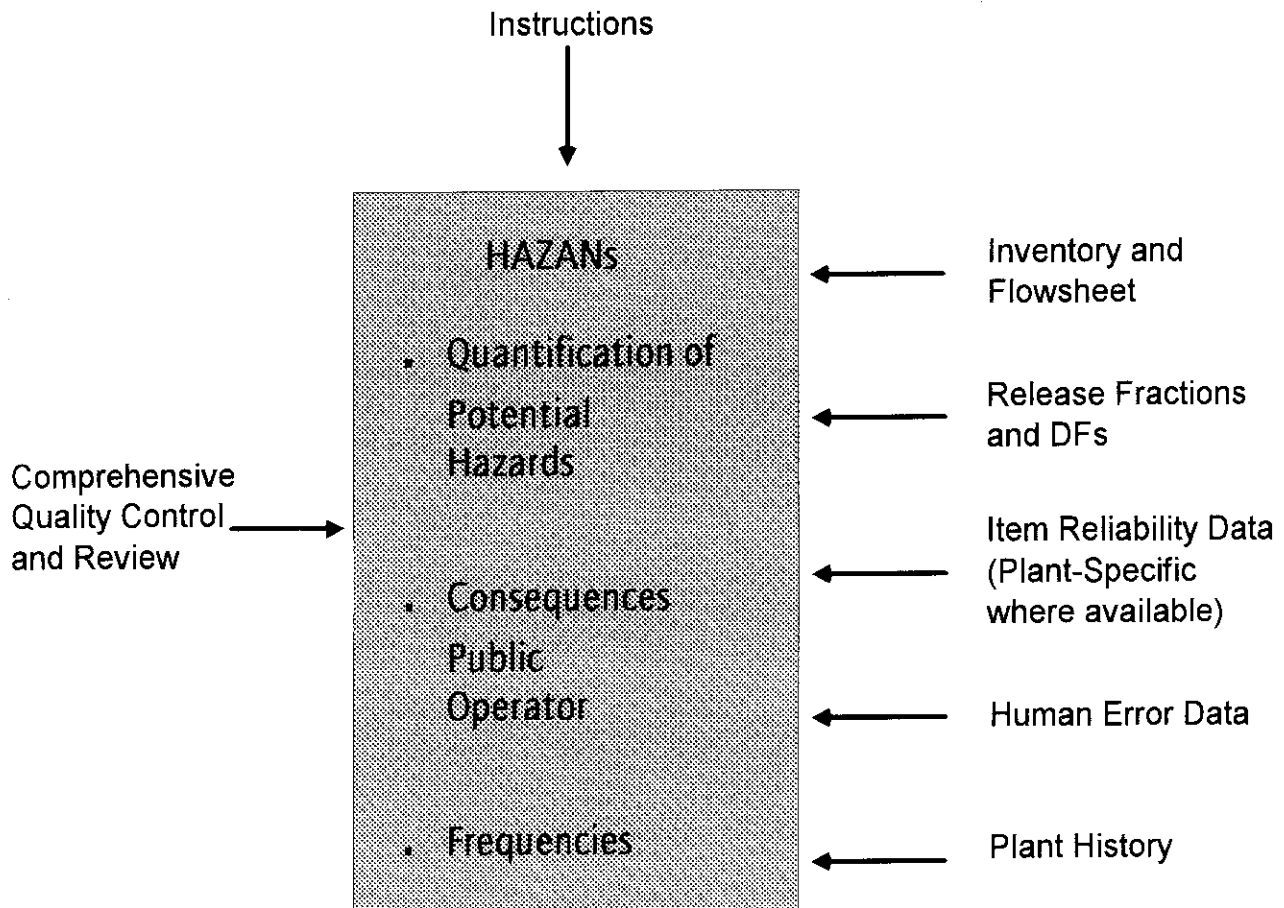 Instructions
HAZANs
. Quantification of
Potential
Hazards
. Consequences
Public
Operator
. Frequencies
Comprehensive
Quality Control
and Review
Inventory and
Flowsheet
Release Fractions
and DFs
Item Reliability Data
(Plant-Specific
where available)
Human Error Data
Plant History